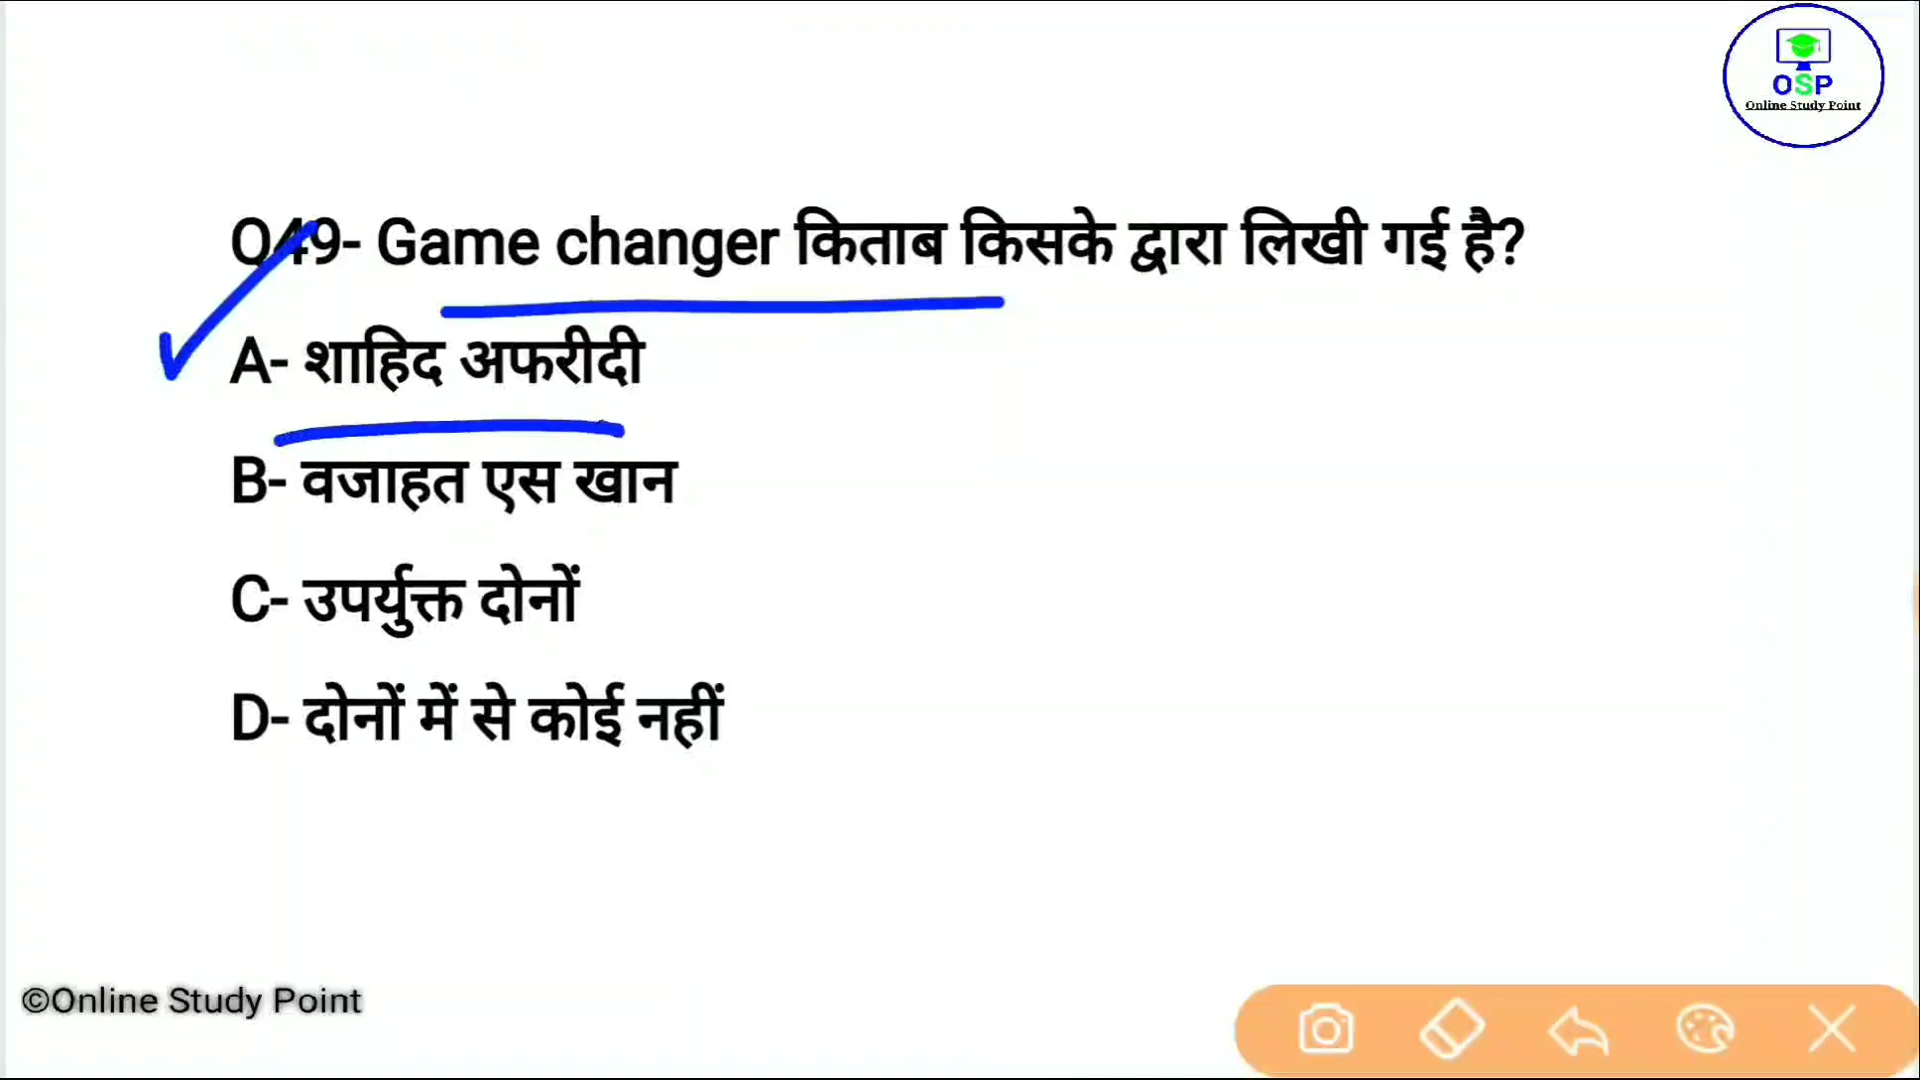 OSP
Online Study Point
Q49- Game changer किताब किसके द्वारा लिखी गई है?
A- शाहिद अफरीदी
B- वजाहत एस खान
C- उपर्युक्त दोनों
D- दोनों में से कोई नहीं
©Online Study Point